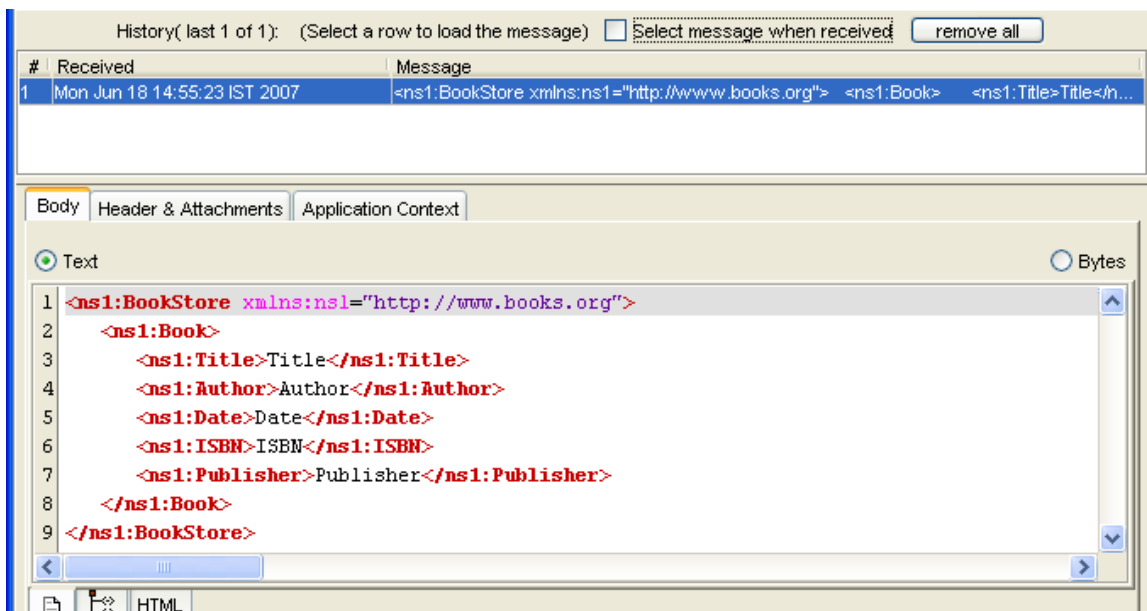 History( last 1 of 1): (Select a row to load the message) Select message when received remove all
# Received Message
1 Mon Jun 18 14:55:23 IST 2007 <ns1:BookStore xmlns:ns1="http://www.books.org"> <ns1:Book> <ns1:Title>Title</n...
Body Header & Attachments Application Context
Text Bytes
1 <ns1:BookStore xmlns:ns1="http://www.books.org">
2 <ns1:Book>
3 <ns1:Title>Title</ns1:Title>
4 <ns1:Author>Author</ns1:Author>
5 <ns1:Date>Date</ns1:Date>
6 <ns1:ISBN>ISBN</ns1:ISBN>
7 <ns1:Publisher>Publisher</ns1:Publisher>
8 </ns1:Book>
9 </ns1:BookStore>
HTML